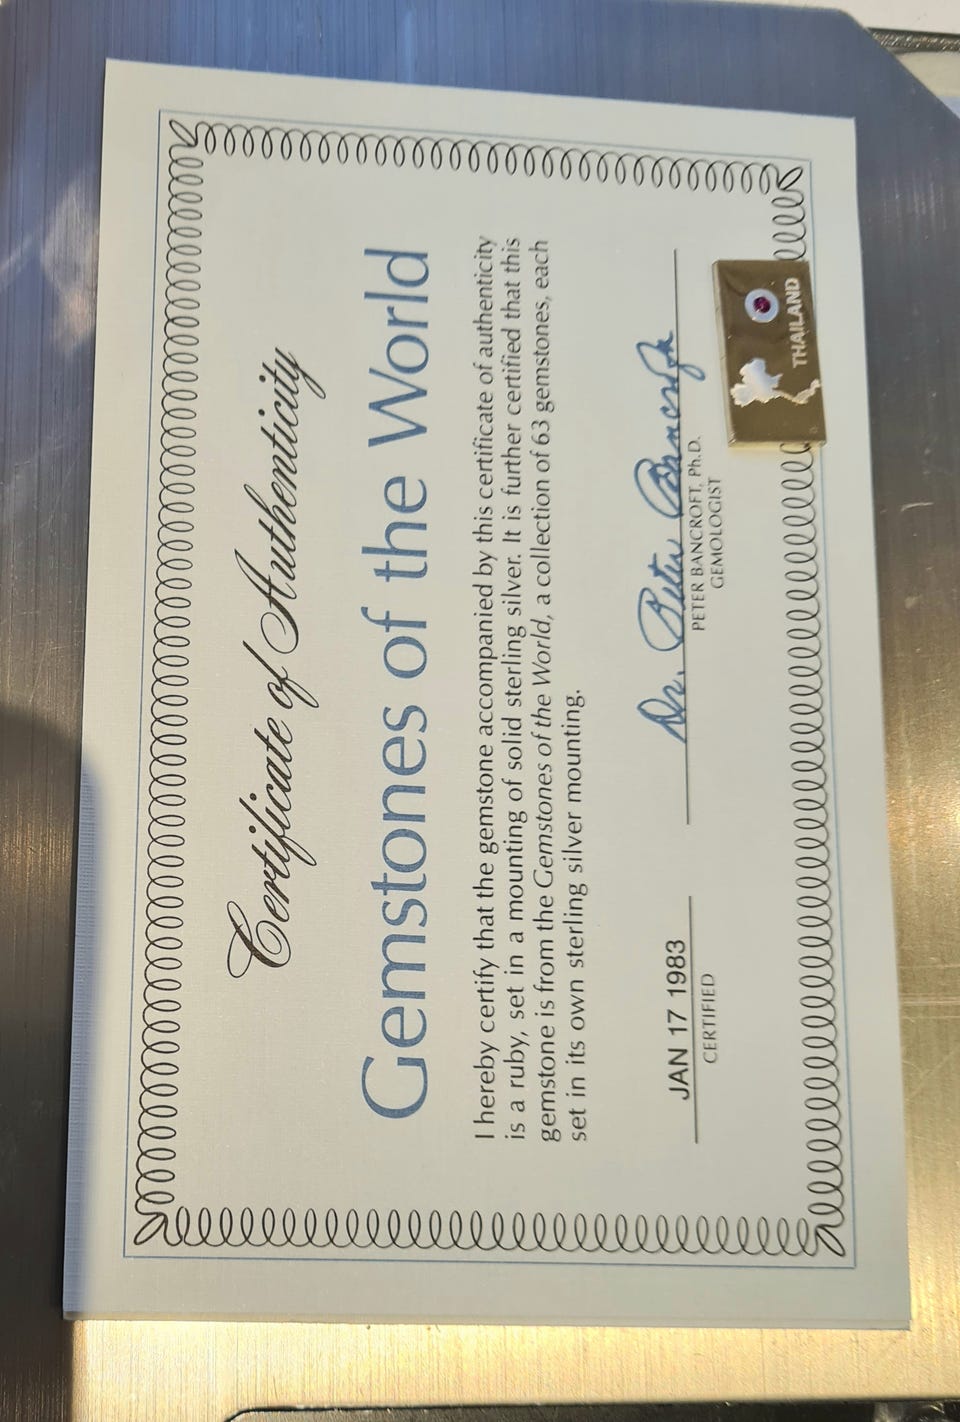 Certificate of Authenticity
Gemstones of the World
I hereby certify that the gemstone accompanied by this certificate of authenticity
is a ruby, set in a mounting of solid sterling silver. It is further certified that this
gemstone is from the Gemstones of the World, a collection of 63 gemstones, each
set in its own sterling silver mounting.
JAN 17 1983
CERTIFIED
Dr. Peter Bancroft
PETER BANCROFT, Ph.D.
GEMOLOGIST
THAILAND